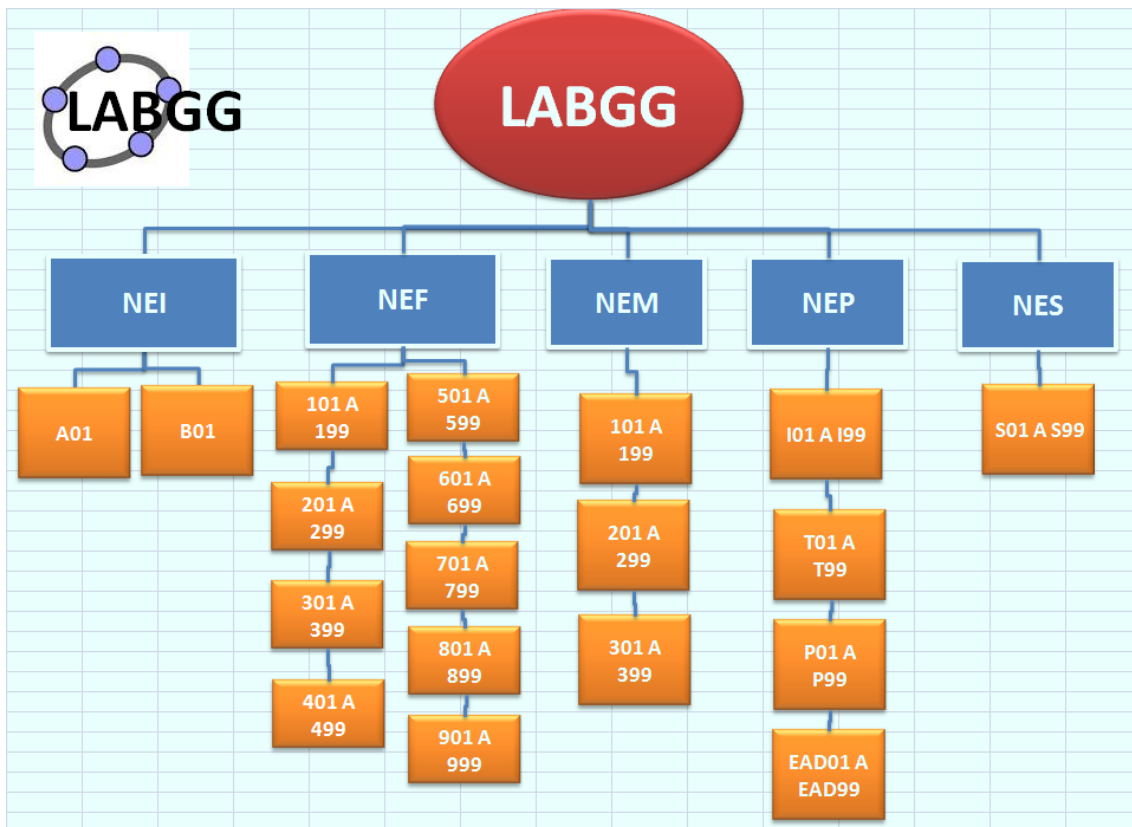 LABGG
LABGG
NEI
NEF
NEM
NEP
NES
A01
B01
101 A
199
201 A
299
301 A
399
401 A
499
501 A
599
601 A
699
701 A
799
801 A
899
901 A
999
101 A
199
201 A
299
301 A
399
I01 A I99
T01 A
T99
P01 A
P99
EAD01 A
EAD99
S01 A S99